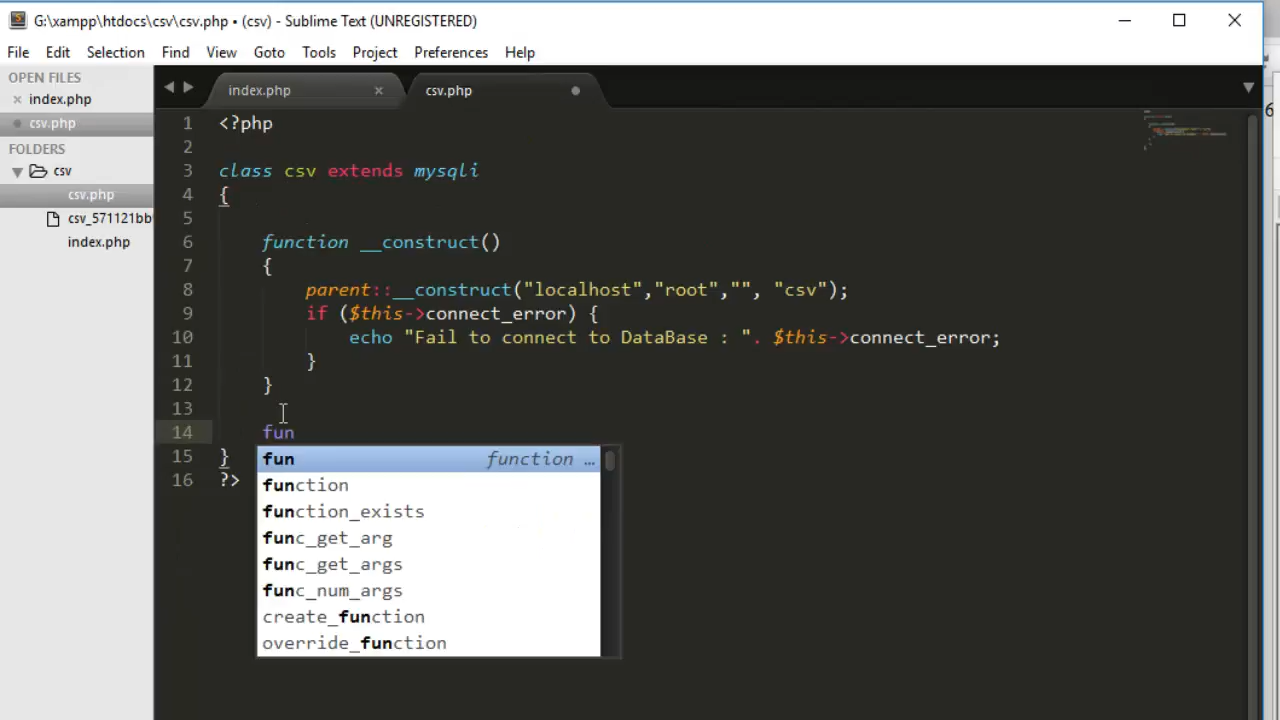 G:\xampp\htdocs\csv\csv.php • (csv) - Sublime Text (UNREGISTERED)
File Edit Selection Find View Goto Tools Project Preferences Help
OPEN FILES
index.php
csv.php
FOLDERS
csv
csv.php
csv_571121bb
index.php
index.php csv.php
1 <?php
2
3 class csv extends mysqli
4 {
5
6 function __construct()
7 {
8 parent::__construct("localhost","root","", "csv");
9 if ($this->connect_error) {
10 echo "Fail to connect to DataBase : ". $this->connect_error;
11 }
12 }
13
14 fun
15 }
16 ?>
fun function …
function
function_exists
func_get_arg
func_get_args
func_num_args
create_function
override_function
6